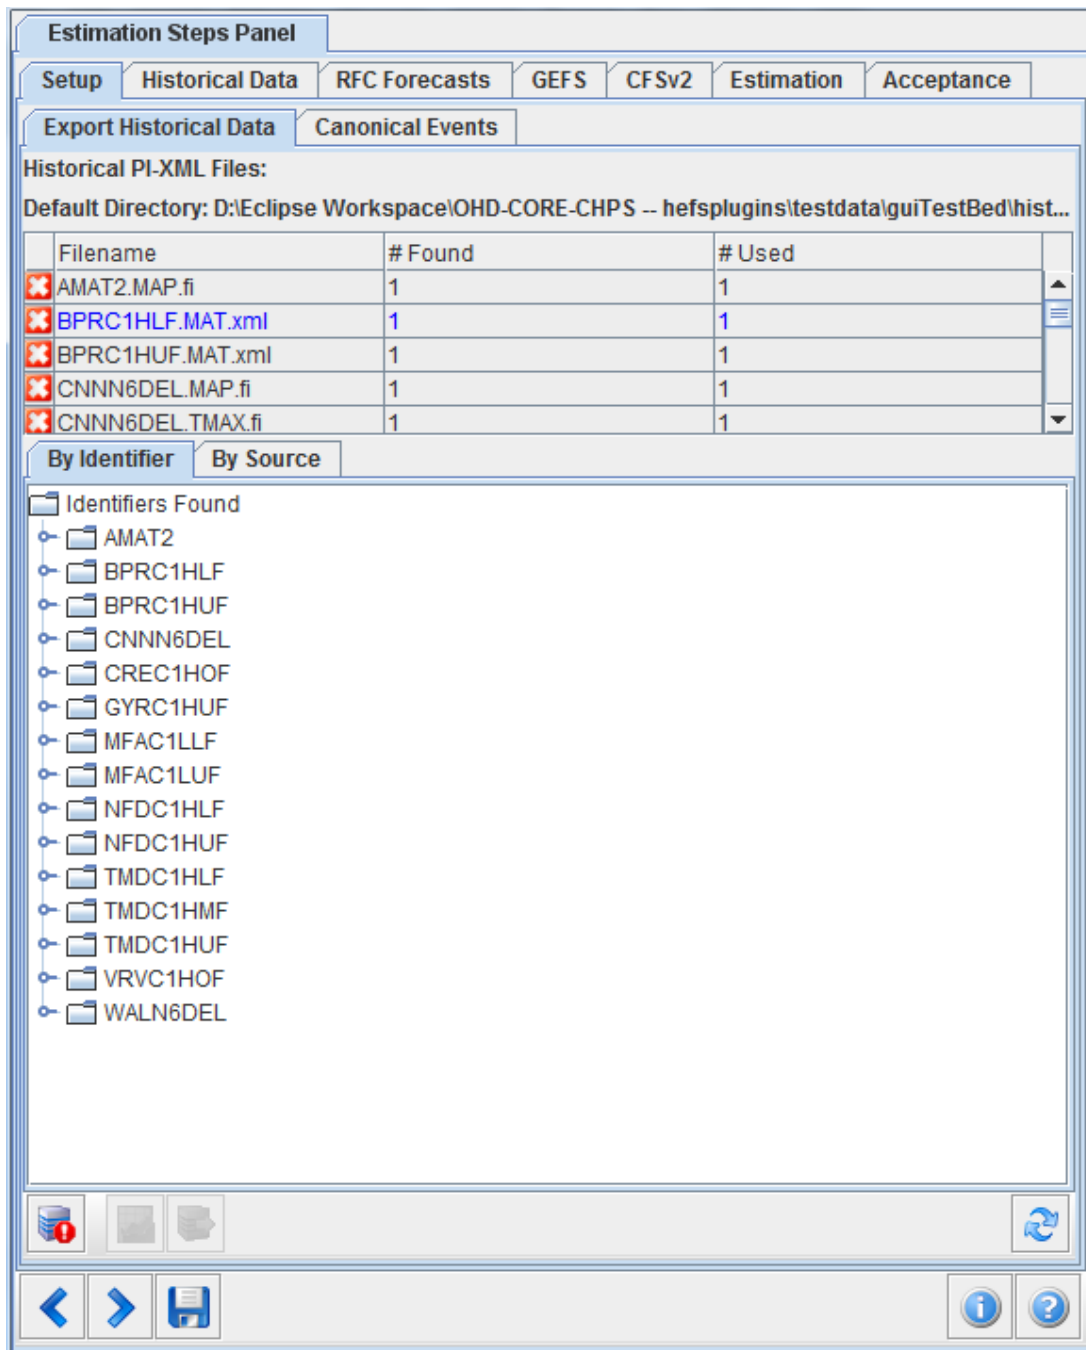 Estimation Steps Panel
Setup Historical Data RFC Forecasts GEFS CFSv2 Estimation Acceptance
Export Historical Data Canonical Events
Historical PI-XML Files:
Default Directory: D:\Eclipse Workspace\OHD-CORE-CHPS -- hefsplugins\testdata\guiTestBed\hist...
Filename # Found # Used
AMAT2.MAP.fi 1 1
BPRC1HLF.MAT.xml 1 1
BPRC1HUF.MAT.xml 1 1
CNNN6DEL.MAP.fi 1 1
CNNN6DEL.TMAX.fi 1 1
By Identifier By Source
Identifiers Found
AMAT2
BPRC1HLF
BPRC1HUF
CNNN6DEL
CREC1HOF
GYRC1HUF
MFAC1LLF
MFAC1LUF
NFDC1HLF
NFDC1HUF
TMDC1HLF
TMDC1HMF
TMDC1HUF
VRVC1HOF
WALN6DEL